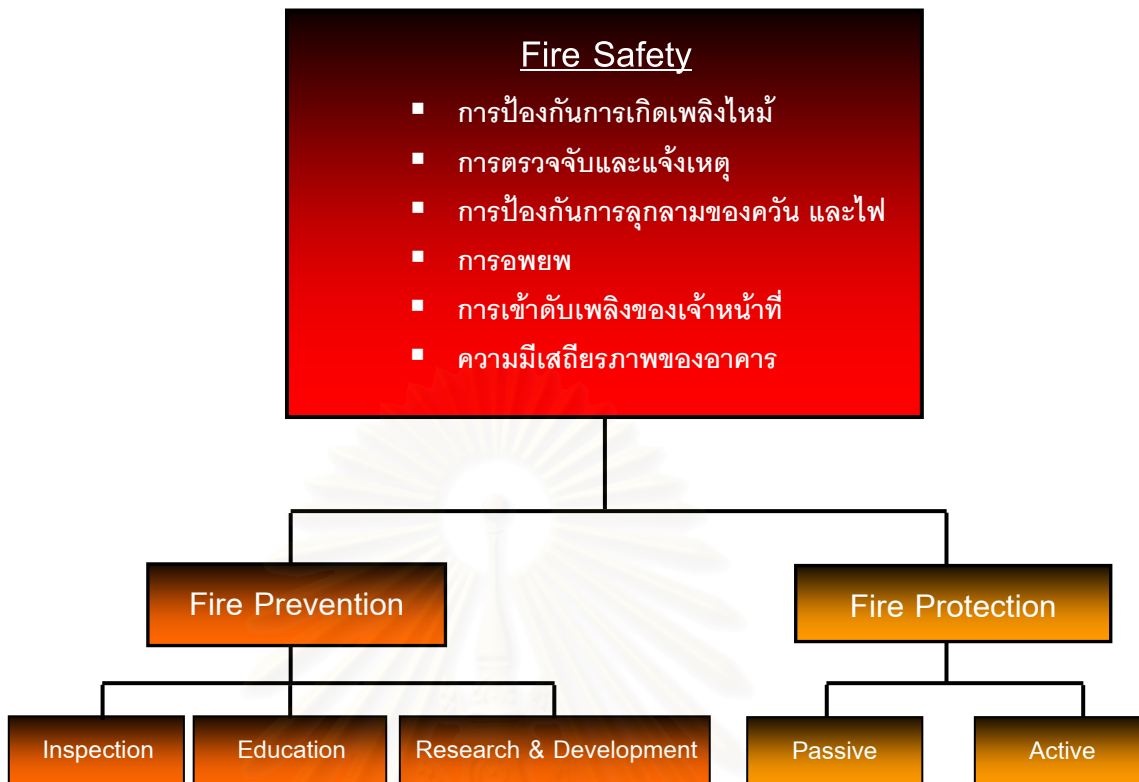 Fire Safety
▪ การป้องกันการเกิดเพลิงไหม้
▪ การตรวจจับและแจ้งเหตุ
▪ การป้องกันการลุกลามของควัน และไฟ
▪ การอพยพ
▪ การเข้าดับเพลิงของเจ้าหน้าที่
▪ ความมีเสถียรภาพของอาคาร
Fire Prevention
Fire Protection
Inspection
Education
Research & Development
Passive
Active